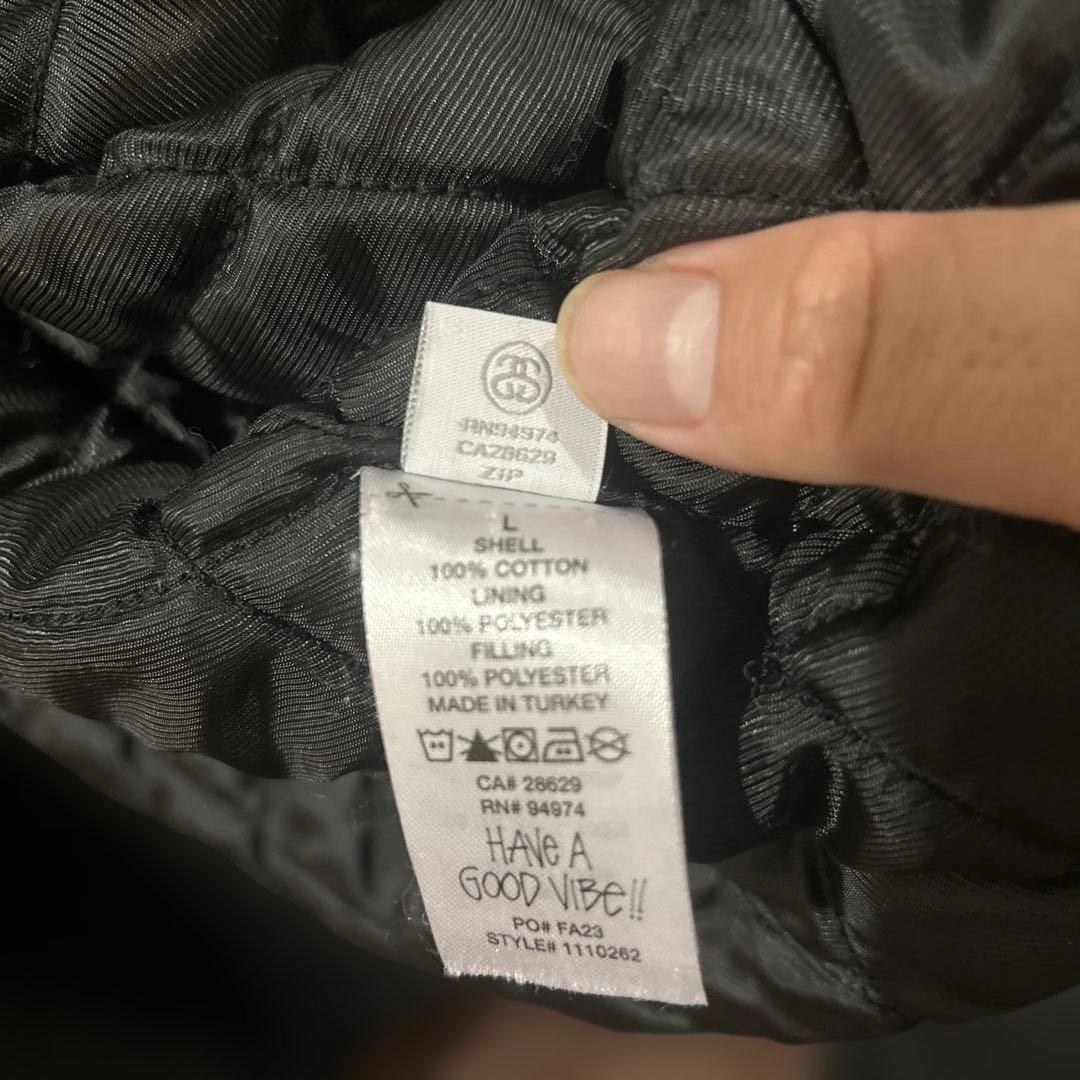 RN94974
CA28629
ZIP
L
SHELL
100% COTTON
LINING
100% POLYESTER
FILLING
100% POLYESTER
MADE IN TURKEY
CA# 28629
RN# 94974
HAVE A
GOOD VIBE!!
PO# FA23
STYLE# 1110262